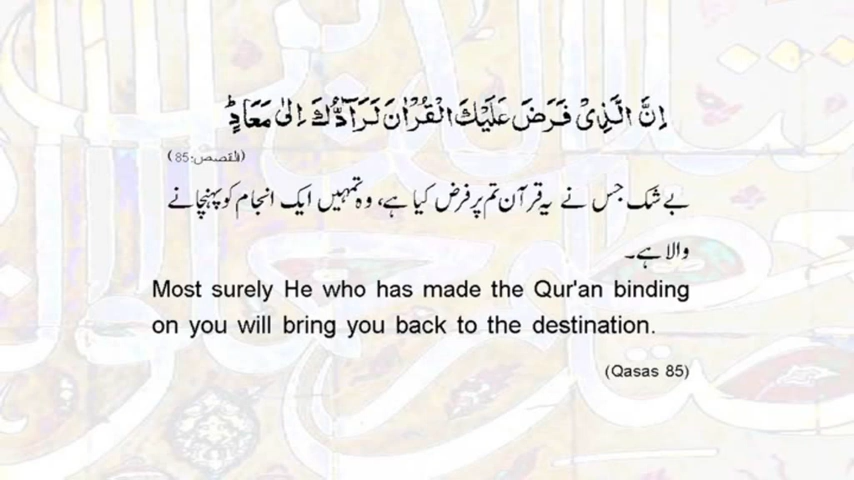 اِنَّ الَّذِیْ فَرَضَ عَلَیْكَ الْقُرْاٰنَ لَرَآدُّكَ اِلٰی مَعَادٍؕ
(القصص:85)
بے شک جس نے یہ قرآن تم پر فرض کیا ہے، وہ تمہیں ایک انجام کو پہنچانے
والا ہے۔
Most surely He who has made the Qur'an binding
on you will bring you back to the destination.
(Qasas 85)